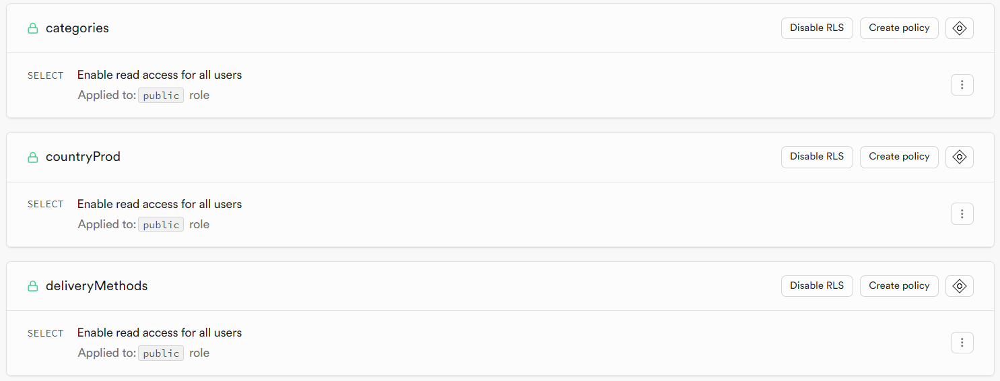 categories
Disable RLS
Create policy
SELECT Enable read access for all users
Applied to: public role
countryProd
Disable RLS
Create policy
SELECT Enable read access for all users
Applied to: public role
deliveryMethods
Disable RLS
Create policy
SELECT Enable read access for all users
Applied to: public role